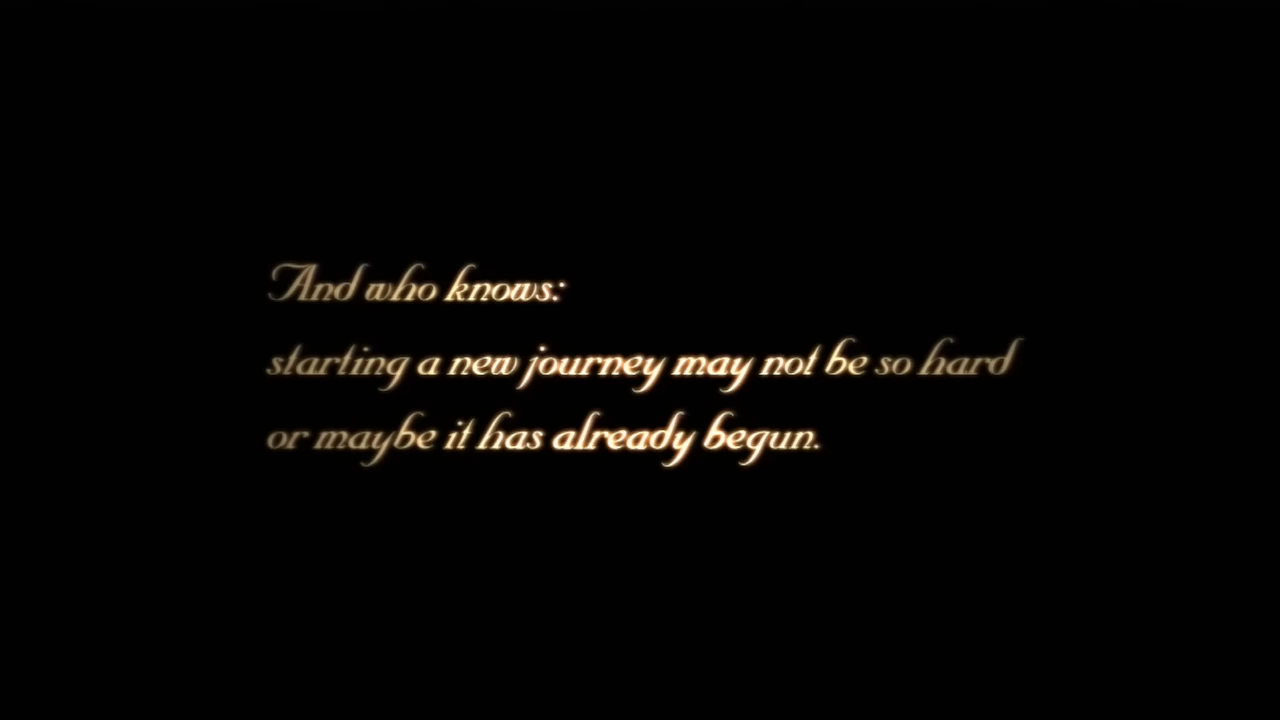 And who knows:
starting a new journey may not be so hard
or maybe it has already begun.